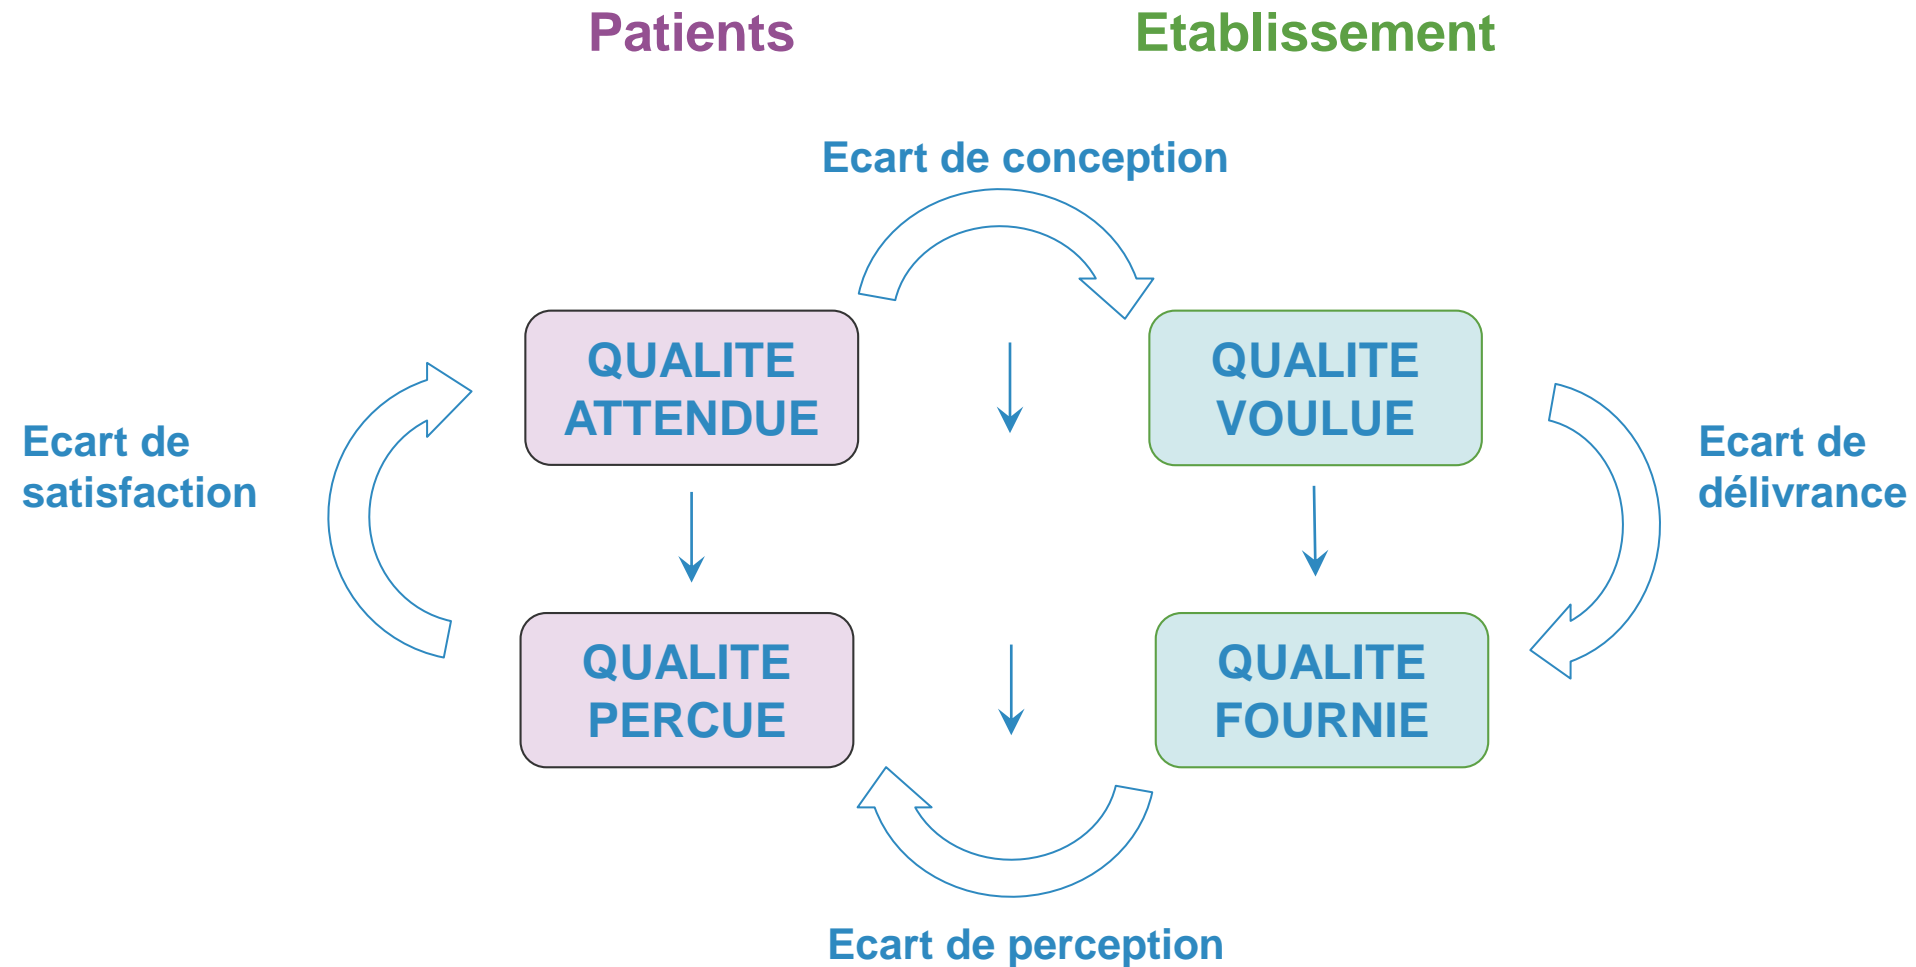 Patients
Etablissement
Ecart de conception
QUALITE
ATTENDUE
QUALITE
VOULUE
Ecart de
satisfaction
Ecart de
délivrance
QUALITE
PERCUE
QUALITE
FOURNIE
Ecart de perception